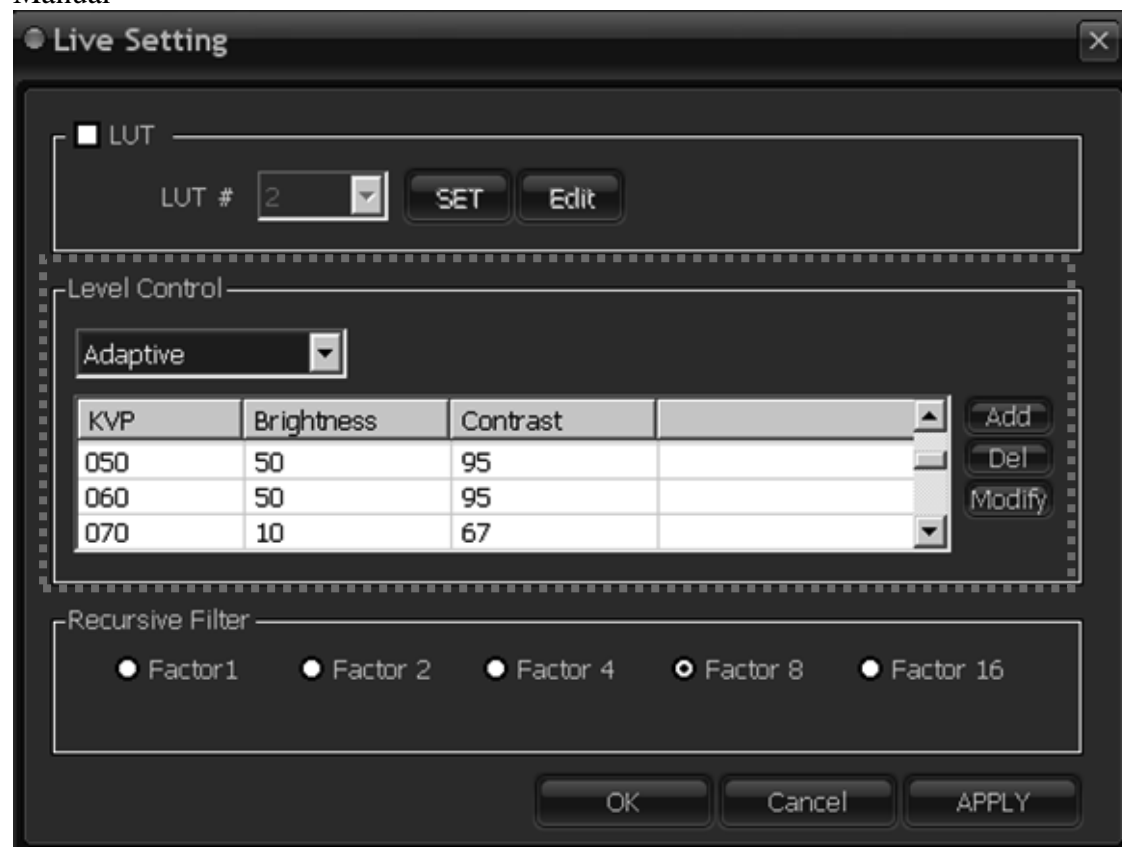 Manual
Live Setting
LUT
LUT # 2 SET Edit
Level Control
Adaptive
KVP Brightness Contrast
050 50 95
060 50 95
070 10 67
Add
Del
Modify
Recursive Filter
Factor1 Factor 2 Factor 4 Factor 8 Factor 16
OK Cancel APPLY